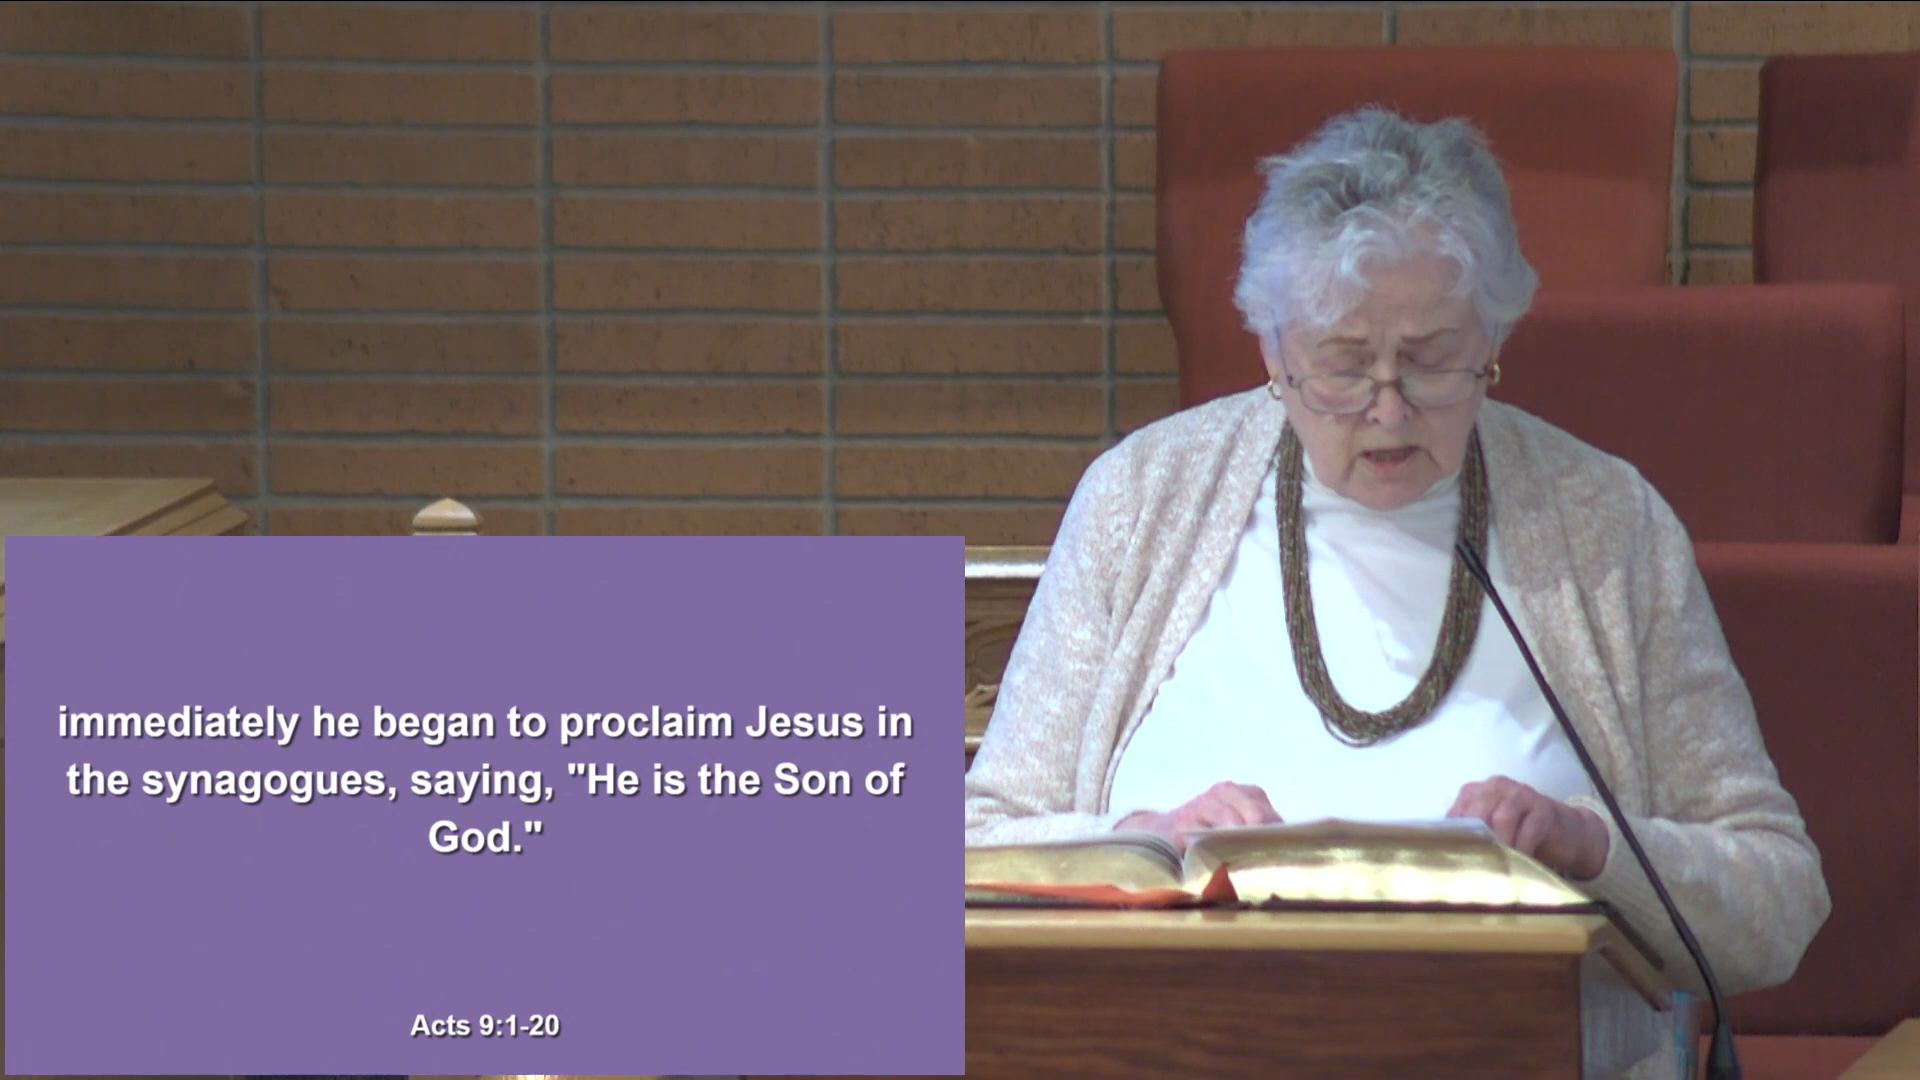 immediately he began to proclaim Jesus in
the synagogues, saying, "He is the Son of
God."
Acts 9:1-20